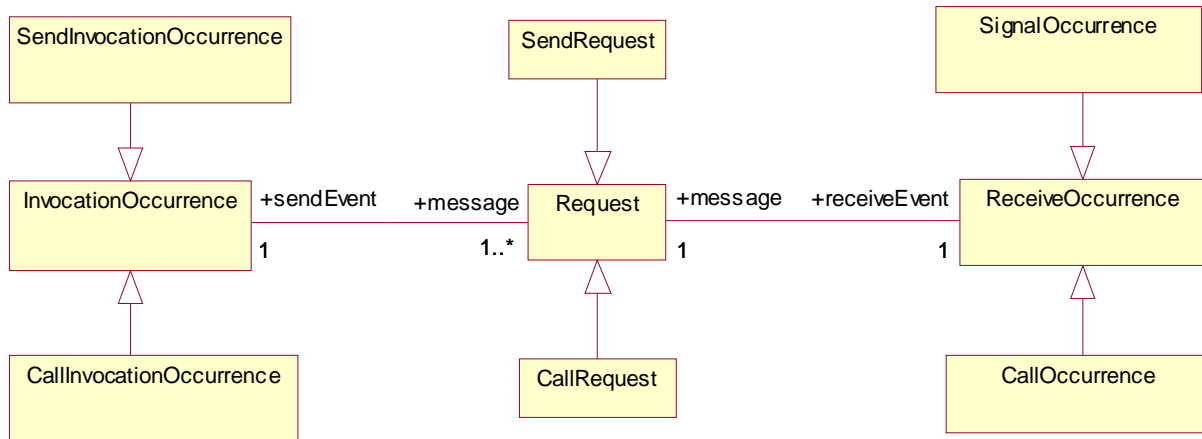 SendInvocationOccurrence
SendRequest
SignalOccurrence
InvocationOccurrence
+sendEvent
+message
Request
+message
+receiveEvent
ReceiveOccurrence
1
1..*
1
1
CallInvocationOccurrence
CallRequest
CallOccurrence